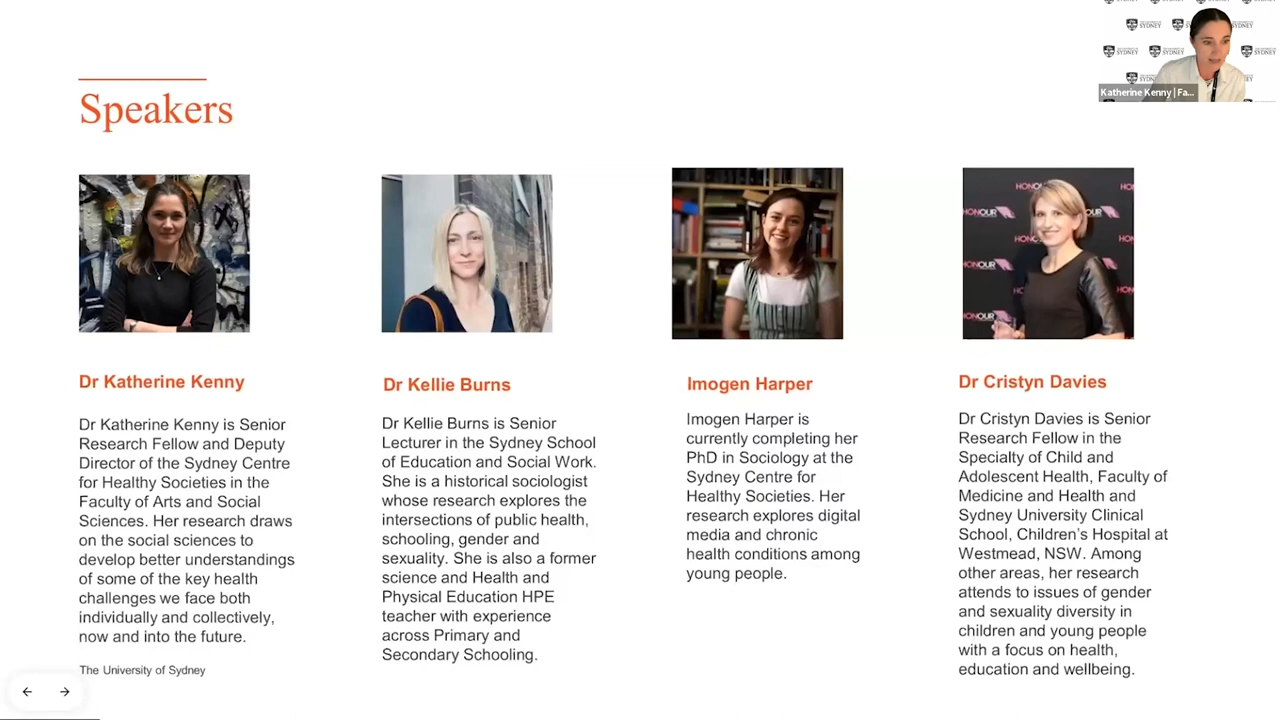 SYDNEY
SYDNEY
SYDNEY
SYDNEY
Katherine Kenny | Fa...
Speakers
HONOUR
HONOUR
HONOUR
HONOUR
Dr Katherine Kenny
Dr Katherine Kenny is Senior
Research Fellow and Deputy
Director of the Sydney Centre
for Healthy Societies in the
Faculty of Arts and Social
Sciences. Her research draws
on the social sciences to
develop better understandings
of some of the key health
challenges we face both
individually and collectively,
now and into the future.
Dr Kellie Burns
Dr Kellie Burns is Senior
Lecturer in the Sydney School
of Education and Social Work.
She is a historical sociologist
whose research explores the
intersections of public health,
schooling, gender and
sexuality. She is also a former
science and Health and
Physical Education HPE
teacher with experience
across Primary and
Secondary Schooling.
Imogen Harper
Imogen Harper is
currently completing her
PhD in Sociology at the
Sydney Centre for
Healthy Societies. Her
research explores digital
media and chronic
health conditions among
young people.
Dr Cristyn Davies
Dr Cristyn Davies is Senior
Research Fellow in the
Specialty of Child and
Adolescent Health, Faculty of
Medicine and Health and
Sydney University Clinical
School, Children's Hospital at
Westmead, NSW. Among
other areas, her research
attends to issues of gender
and sexuality diversity in
children and young people
with a focus on health,
education and wellbeing.
The University of Sydney